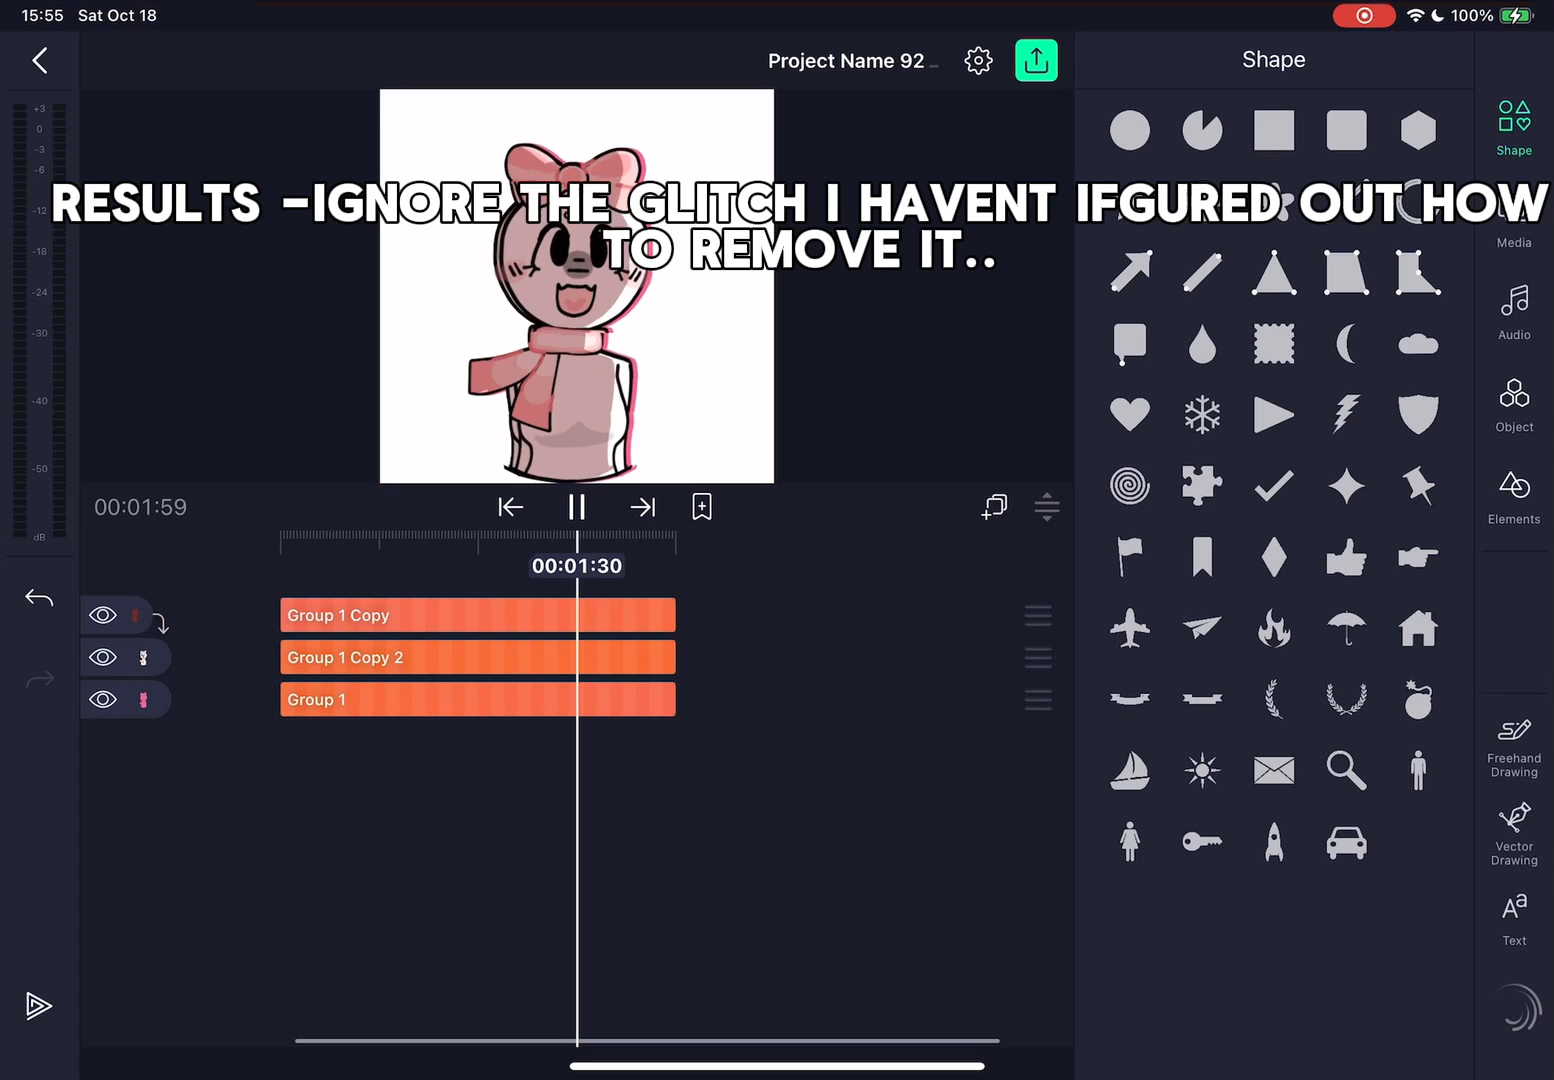 15:55 Sat Oct 18
100%
Project Name 92
Shape
+3
0
-3
-6
-12
-18
-24
-30
-40
-50
dB
RESULTS -IGNORE THE GLITCH I HAVENT IFGURED OUT HOW
TO REMOVE IT..
00:01:59
00:01:30
Group 1 Copy
Group 1 Copy 2
Group 1
Shape
Media
Audio
Object
Elements
Freehand
Drawing
Vector
Drawing
Aa
Text